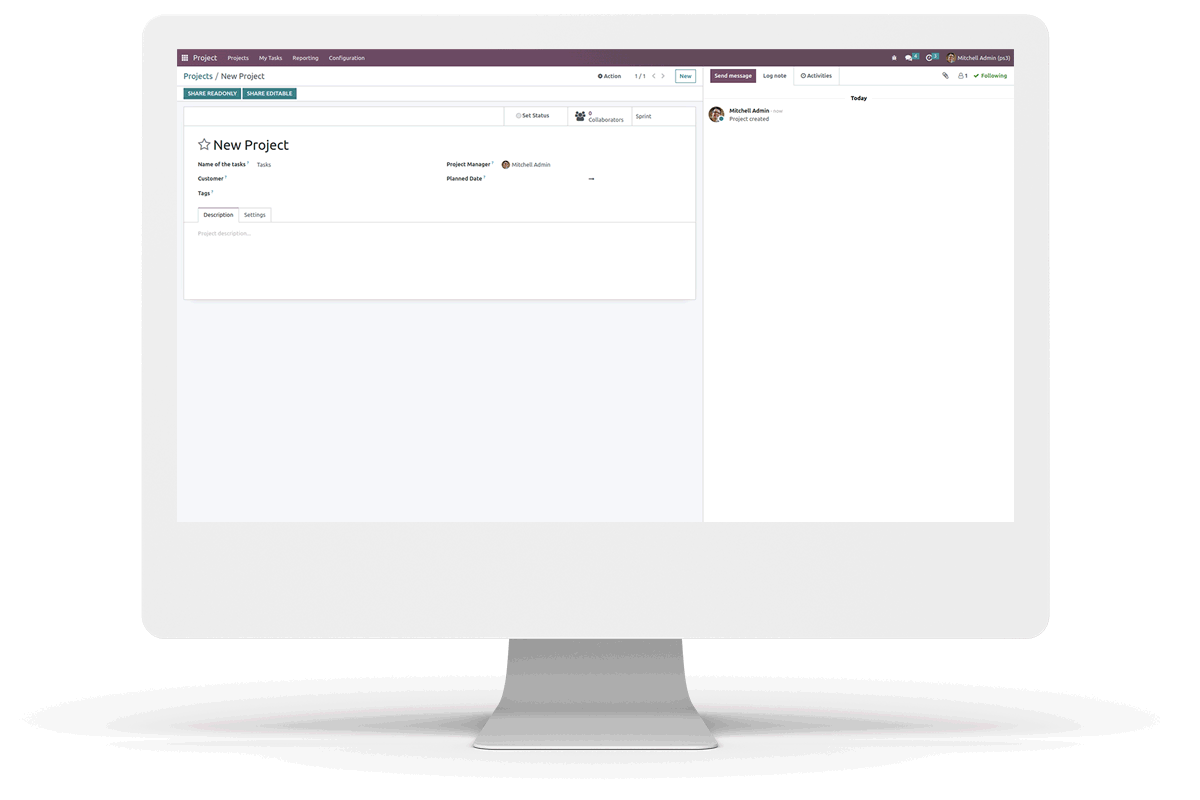 Project Projects My Tasks Reporting Configuration 4 3 Mitchell Admin (ps3)
Projects / New Project Action 1 / 1 New Send message Log note Activities 1 Following
SHARE READONLY SHARE EDITABLE
Today
Set Status 0 Collaborators Sprint
Mitchell Admin - now
Project created
New Project
Name of the tasks ? Tasks Project Manager ? Mitchell Admin
Customer ? Planned Date ? →
Tags ?
Description Settings
Project description...